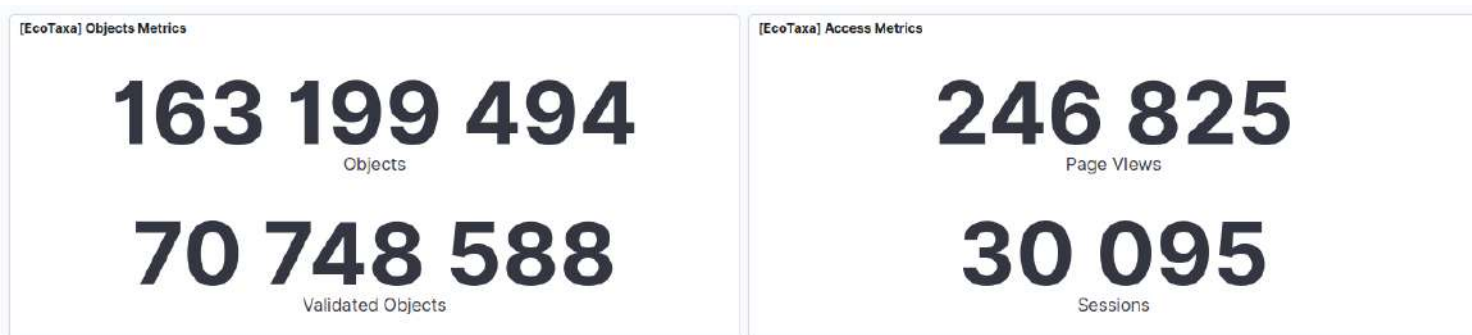 [EcoTaxa] Objects Metrics
163 199 494
Objects
70 748 588
Validated Objects
[EcoTaxa] Access Metrics
246 825
Page VIews
30 095
Sessions